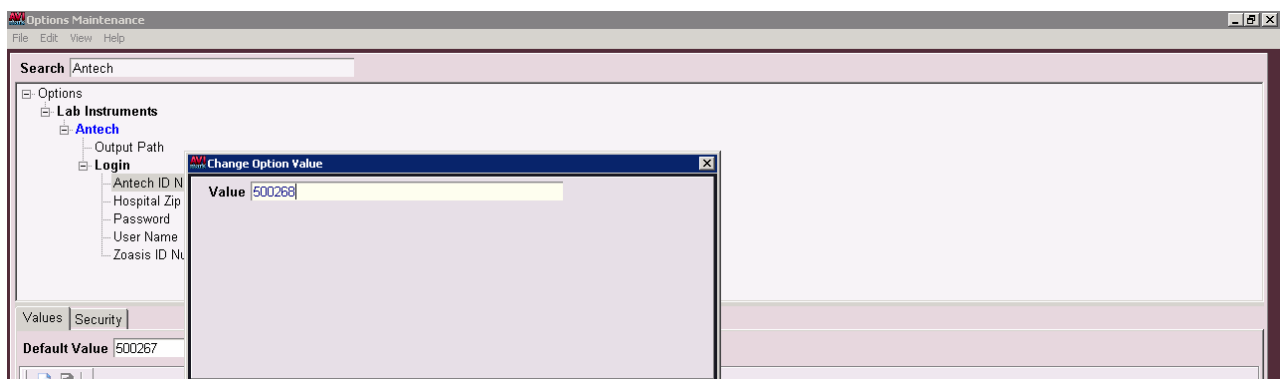 Options Maintenance
File Edit View Help
Search Antech
Options
Lab Instruments
Antech
Output Path
Login
Antech ID N
Hospital Zip
Password
User Name
Zoasis ID Nu
Change Option Value
Value 500268
Values Security
Default Value 500267